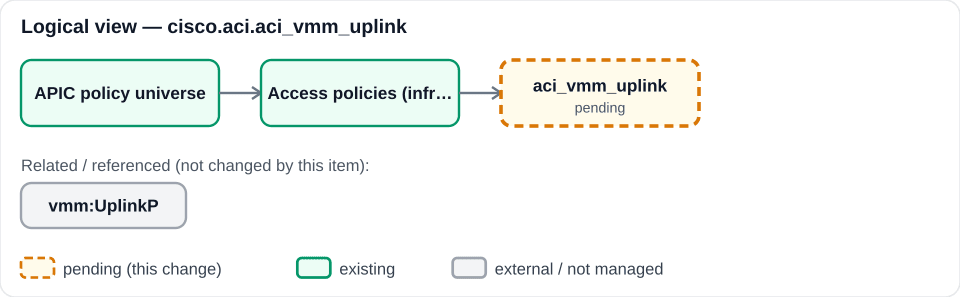 Logical view — cisco.aci.aci_vmm_uplink
APIC policy universe
Access policies (infr…
aci_vmm_uplink
pending
Related / referenced (not changed by this item):
vmm:UplinkP
pending (this change)
existing
external / not managed